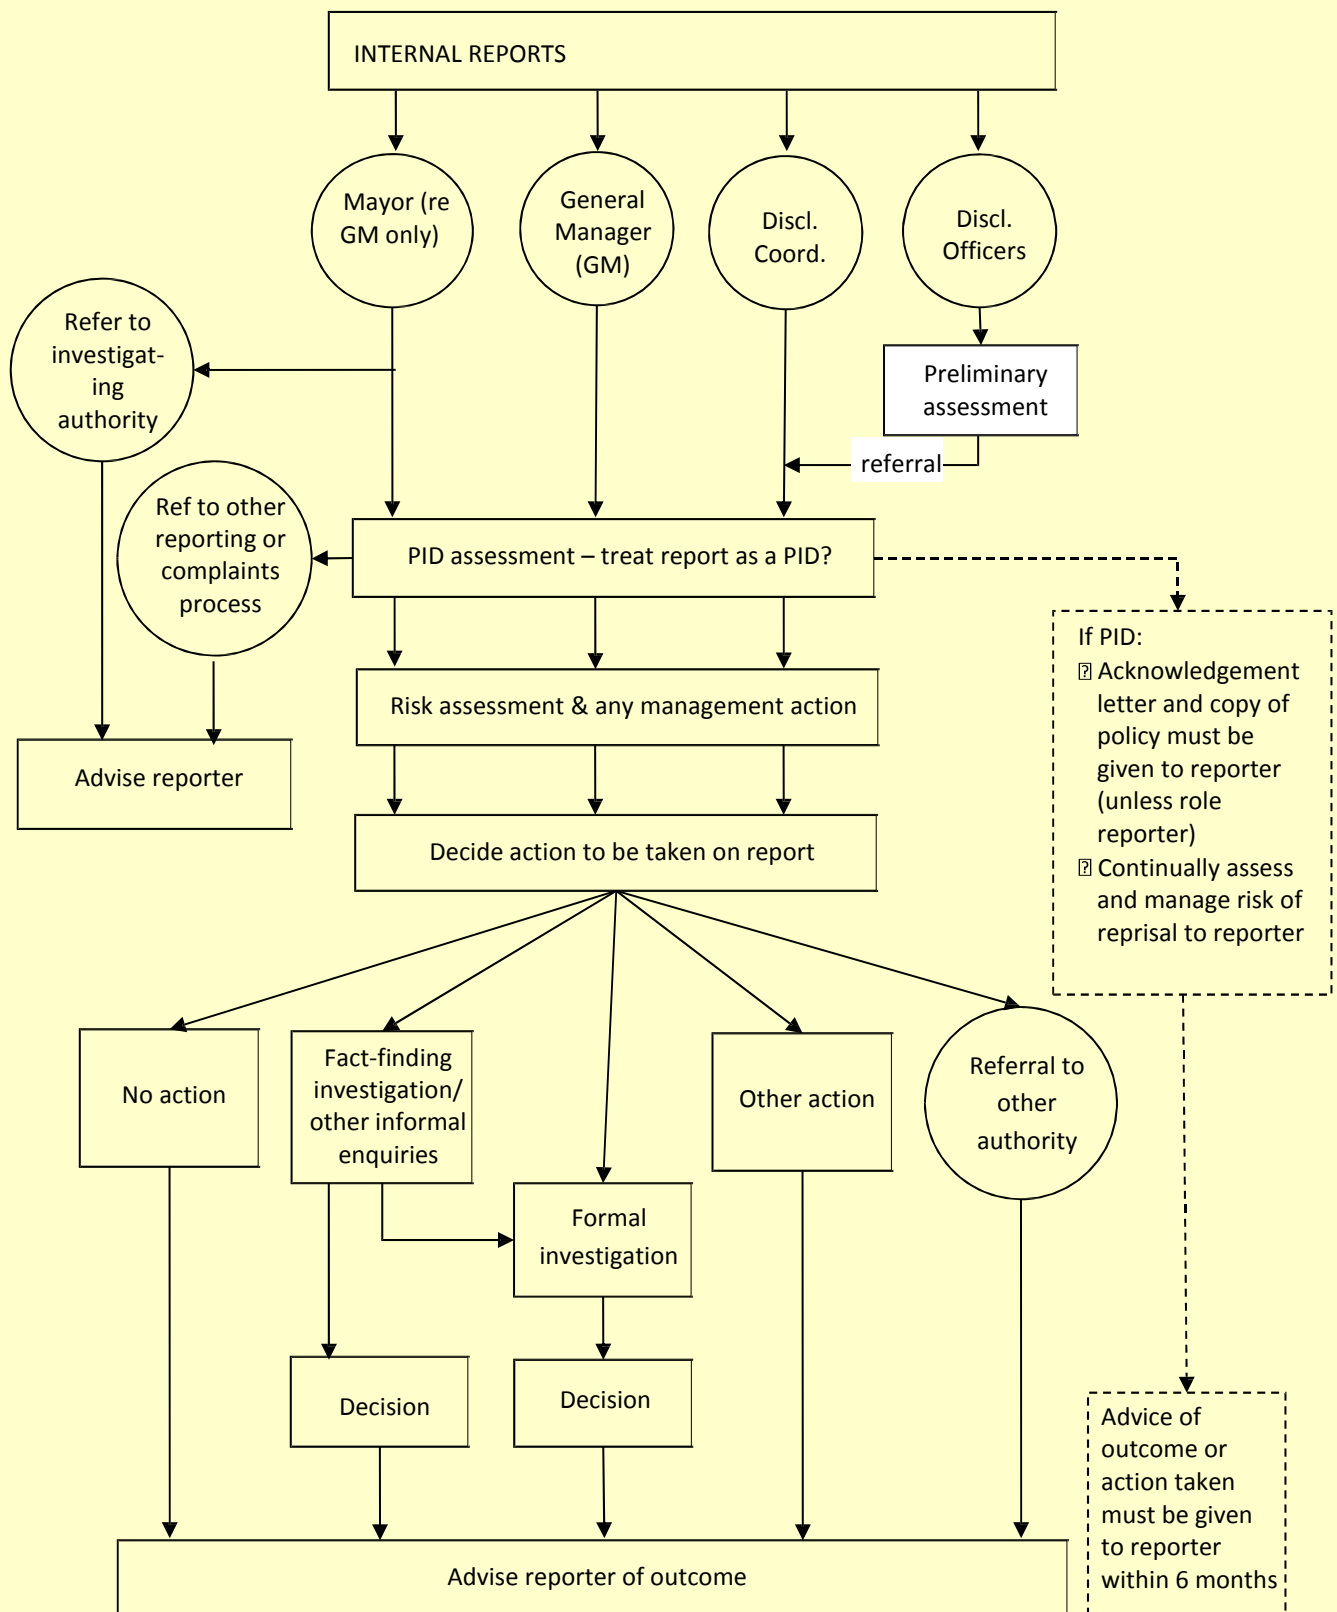 INTERNAL REPORTS
Mayor (re
GM only)
General
Manager
(GM)
Discl.
Coord.
Discl.
Officers
Refer to
investigat-
ing
authority
Preliminary
assessment
referral
Ref to other
reporting or
complaints
process
PID assessment – treat report as a PID?
If PID:
Acknowledgement
letter and copy of
policy must be
given to reporter
(unless role
reporter)
Continually assess
and manage risk of
reprisal to reporter
Risk assessment & any management action
Advise reporter
Decide action to be taken on report
No action
Fact-finding
investigation/
other informal
enquiries
Other action
Referral to
other
authority
Formal
investigation
Decision
Decision
Advice of
outcome or
action taken
must be given
to reporter
within 6 months
Advise reporter of outcome